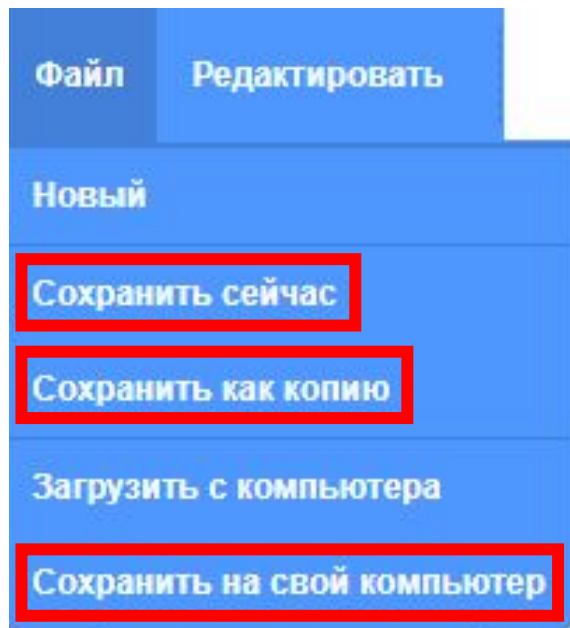 Файл Редактировать
Новый
Сохранить сейчас
Сохранить как копию
Загрузить с компьютера
Сохранить на свой компьютер